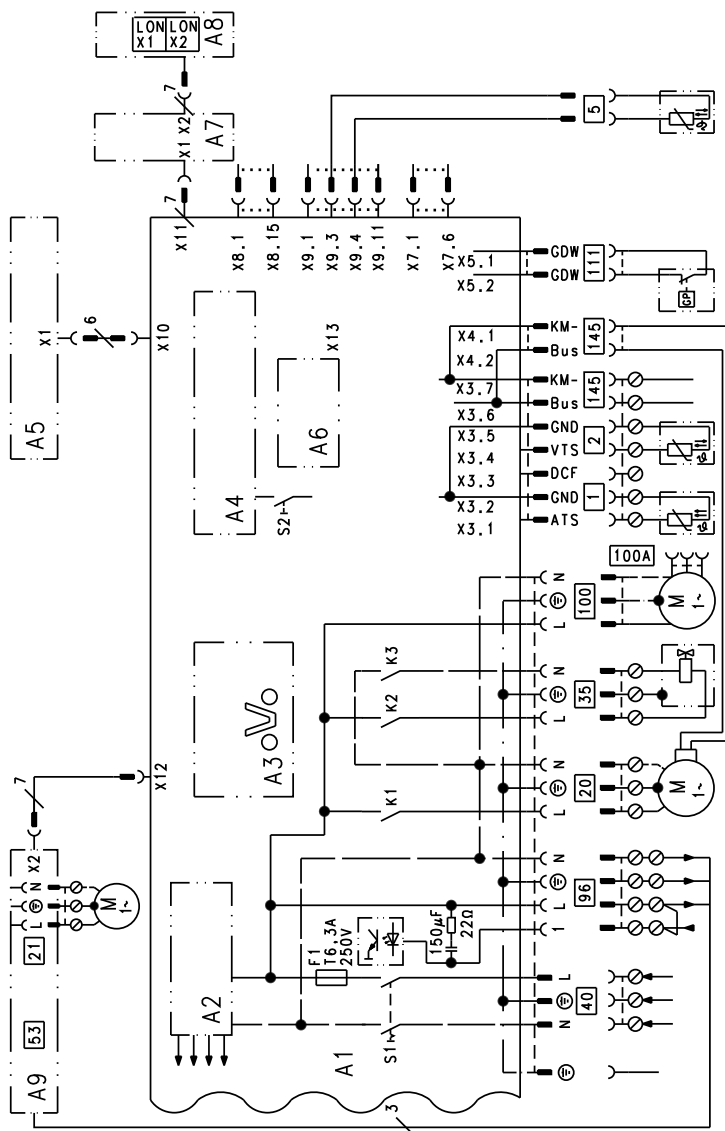 LON LON
X1 X2
A8
7
X1 X2
A7
7
X11
A5
X1
6
X10
X8.1
X8.15
X9.1
X9.3
X9.4
X9.11
X7.1
X7.6
5
ϑ
X5.1
GDW
111
X5.2
GDW
GP
A4
A6
X13
S2
X4.1
KM-
145
X4.2
Bus
X3.7
KM-
145
X3.6
Bus
X3.5
GND
2
X3.4
VTS
X3.3
DCF
X3.2
GND
1
X3.1
ATS
ϑ
ϑ
100A
N
100
L
M
1~
A3
K3
K2
K1
N
35
L
N
20
L
M
1~
X12
7
X2
N
L
21
M
1~
53
A9
A2
F1
T6,3A
250V
150µF
22Ω
N
96
L
1
L
40
N
A1
S1
3